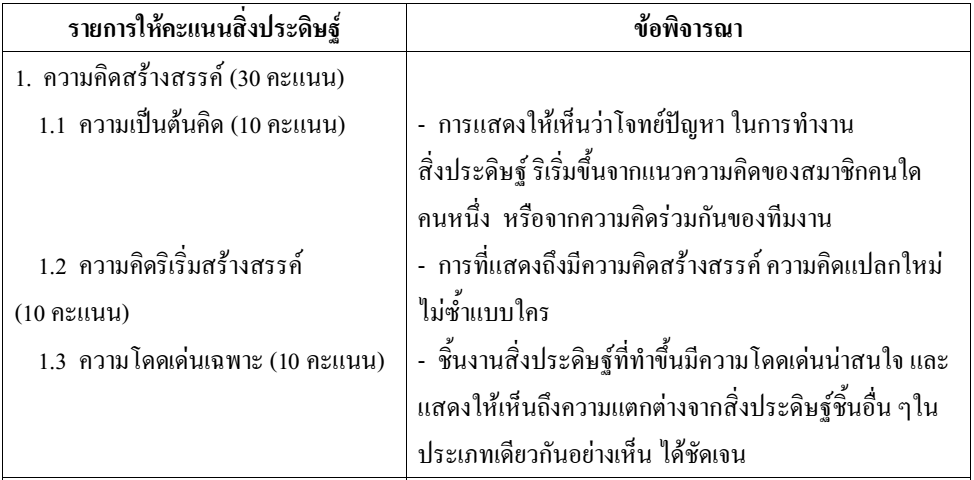 รายการให้คะแนนสิ่งประดิษฐ์ ข้อพิจารณา
1. ความคิดสร้างสรรค์ (30 คะแนน)
1.1 ความเป็นต้นคิด (10 คะแนน) - การแสดงให้เห็นว่าโจทย์ปัญหา ในการทำงาน
สิ่งประดิษฐ์ ริเริ่มขึ้นจากแนวความคิดของสมาชิกคนใด
คนหนึ่ง หรือจากความคิดร่วมกันของทีมงาน
1.2 ความคิดริเริ่มสร้างสรรค์ - การที่แสดงถึงมีความคิดสร้างสรรค์ ความคิดแปลกใหม่
(10 คะแนน) ไม่ซ้ำแบบใคร
1.3 ความโดดเด่นเฉพาะ (10 คะแนน) - ชิ้นงานสิ่งประดิษฐ์ที่ทำขึ้นมีความโดดเด่นน่าสนใจ และ
แสดงให้เห็นถึงความแตกต่างจากสิ่งประดิษฐ์ชิ้นอื่น ๆใน
ประเภทเดียวกันอย่างเห็น ได้ชัดเจน